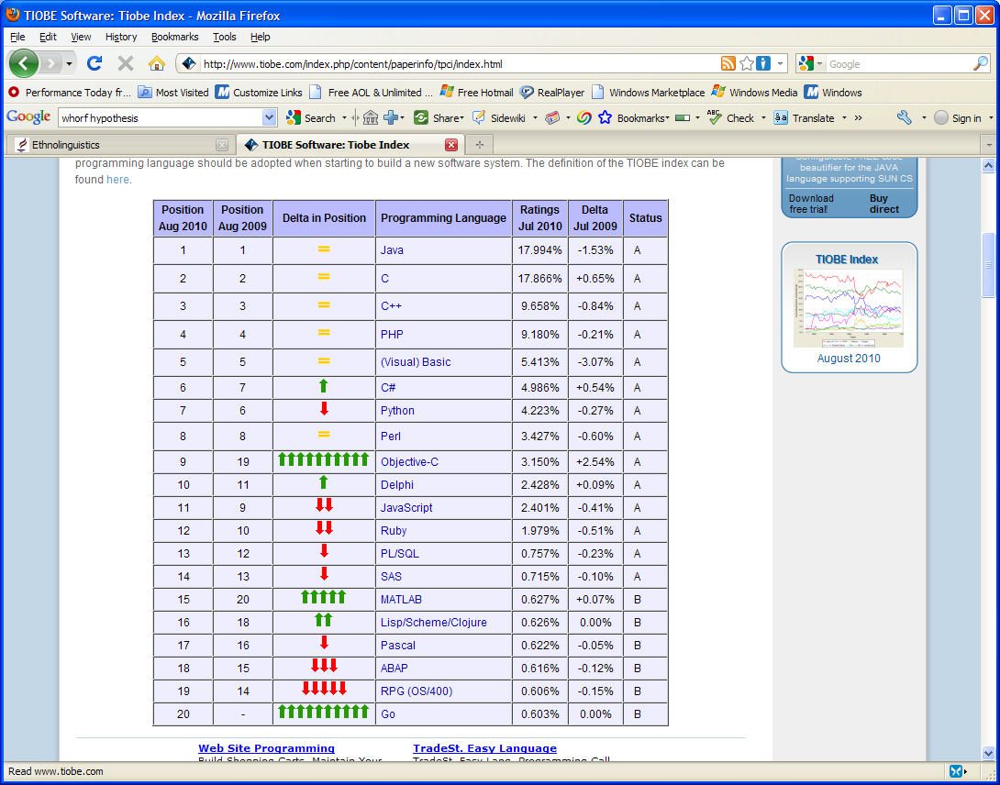 TIOBE Software: Tiobe Index - Mozilla Firefox
File Edit View History Bookmarks Tools Help
http://www.tiobe.com/index.php/content/paperinfo/tpci/index.html Google
Performance Today fr... Most Visited Customize Links Free AOL & Unlimited ... Free Hotmail RealPlayer Windows Marketplace Windows Media Windows
Google whorf hypothesis Search Share Sidewiki Bookmarks ABC Check aä Translate » Sign in
Ethnolinguistics TIOBE Software: Tiobe Index
programming language should be adopted when starting to build a new software system. The definition of the TIOBE index can be
found here.
Position Aug 2010 Position Aug 2009 Delta in Position Programming Language Ratings Jul 2010 Delta Jul 2009 Status
1 1 Java 17.994% -1.53% A
2 2 C 17.866% +0.65% A
3 3 C++ 9.658% -0.84% A
4 4 PHP 9.180% -0.21% A
5 5 (Visual) Basic 5.413% -3.07% A
6 7 C# 4.986% +0.54% A
7 6 Python 4.223% -0.27% A
8 8 Perl 3.427% -0.60% A
9 19 Objective-C 3.150% +2.54% A
10 11 Delphi 2.428% +0.09% A
11 9 JavaScript 2.401% -0.41% A
12 10 Ruby 1.979% -0.51% A
13 12 PL/SQL 0.757% -0.23% A
14 13 SAS 0.715% -0.10% A
15 20 MATLAB 0.627% +0.07% B
16 18 Lisp/Scheme/Clojure 0.626% 0.00% B
17 16 Pascal 0.622% -0.05% B
18 15 ABAP 0.616% -0.12% B
19 14 RPG (OS/400) 0.606% -0.15% B
20 - Go 0.603% 0.00% B
Web Site Programming TradeSt. Easy Language
Build Shopping Carts, Maintain Your TradeSt. Easy Lang. Programming Call
Configurable FREE code
beautifier for the JAVA
language supporting SUN CS
Download free trial! Buy direct
TIOBE Index
August 2010
Read www.tiobe.com